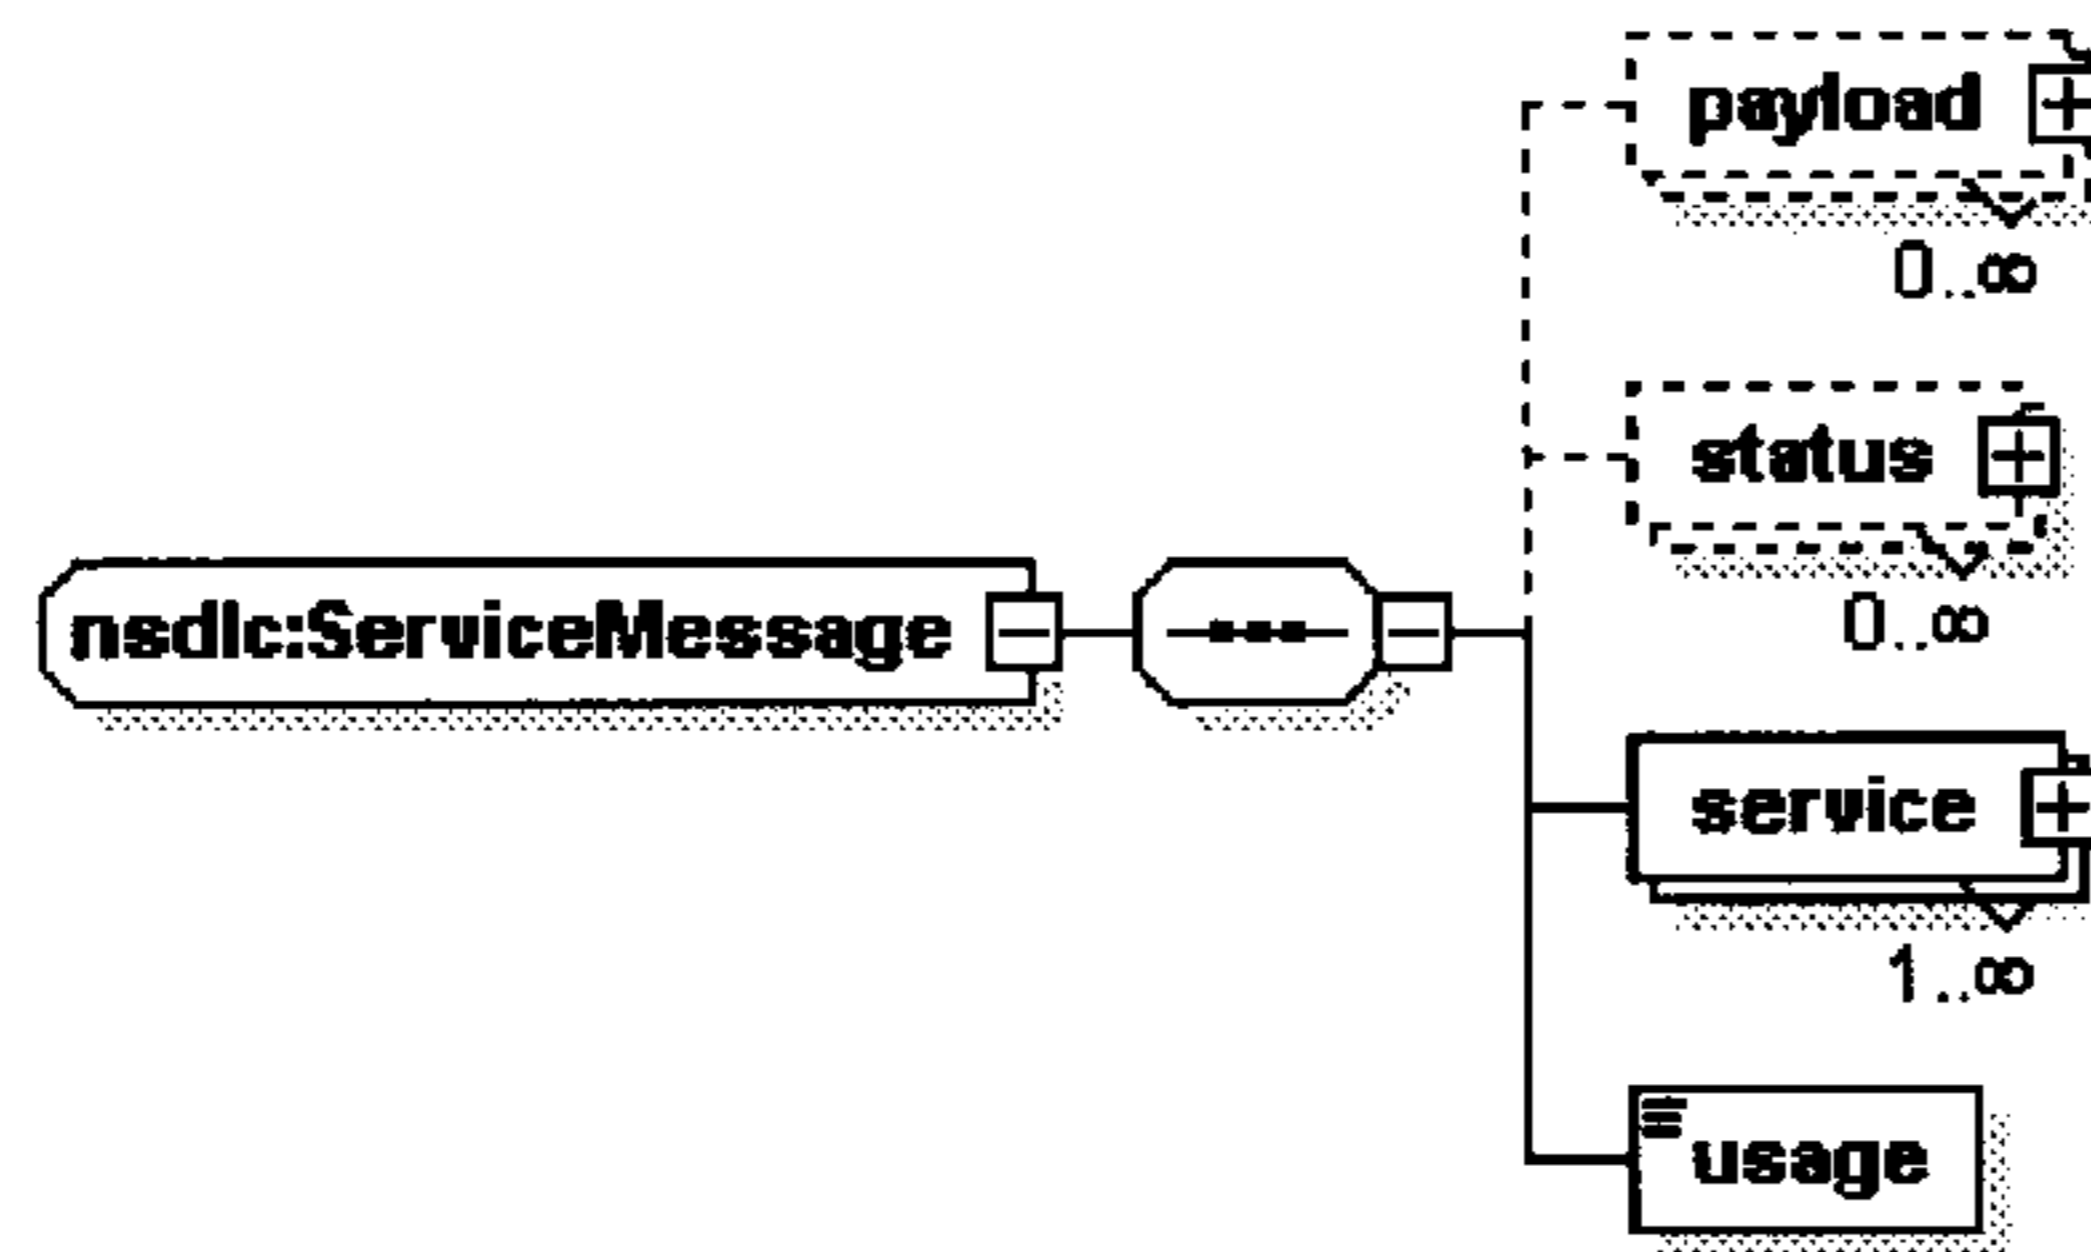 payload
0..∞
status
0..∞
nsdlc:ServiceMessage
service
1..∞
usage